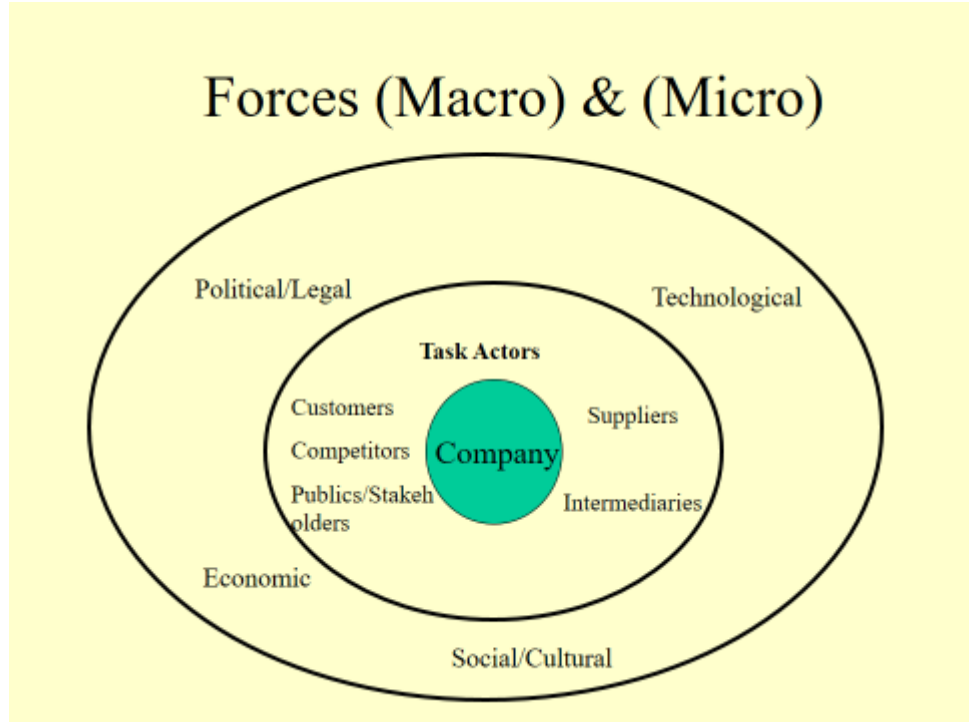 Forces (Macro) & (Micro)
Political/Legal
Technological
Task Actors
Customers
Suppliers
Competitors
Company
Publics/Stakeh
olders
Intermediaries
Economic
Social/Cultural